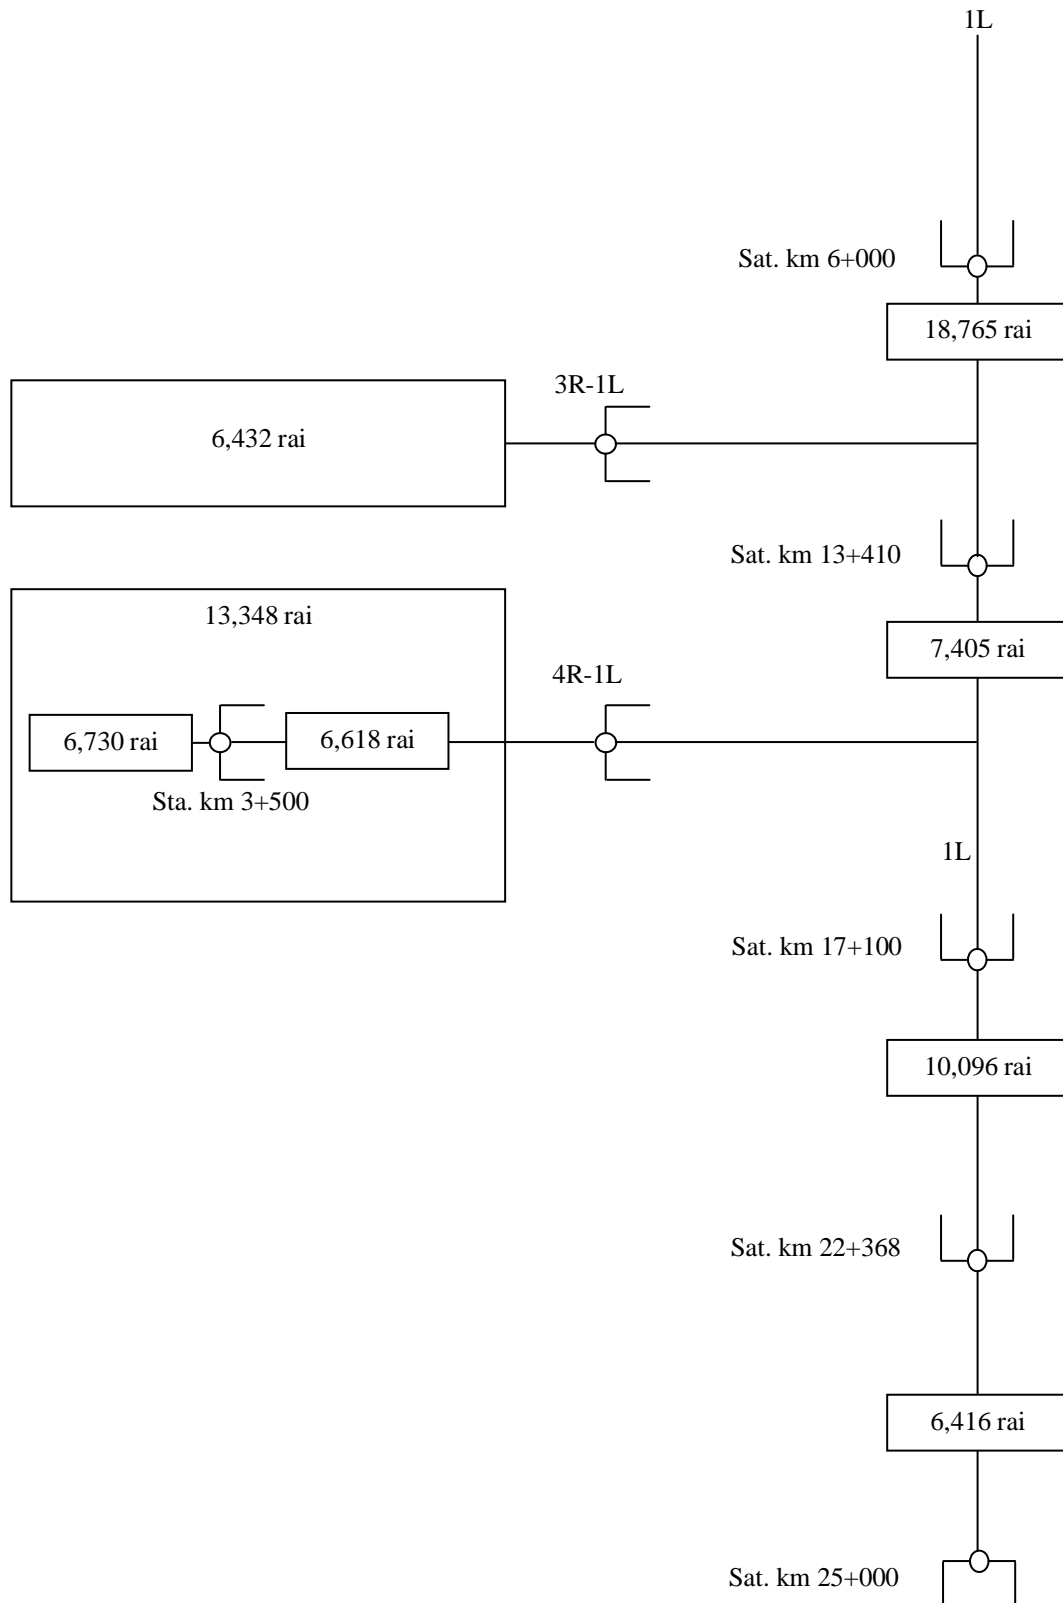 1L
Sat. km 6+000
18,765 rai
3R-1L
6,432 rai
Sat. km 13+410
13,348 rai
7,405 rai
4R-1L
6,730 rai
6,618 rai
Sta. km 3+500
1L
Sat. km 17+100
10,096 rai
Sat. km 22+368
6,416 rai
Sat. km 25+000